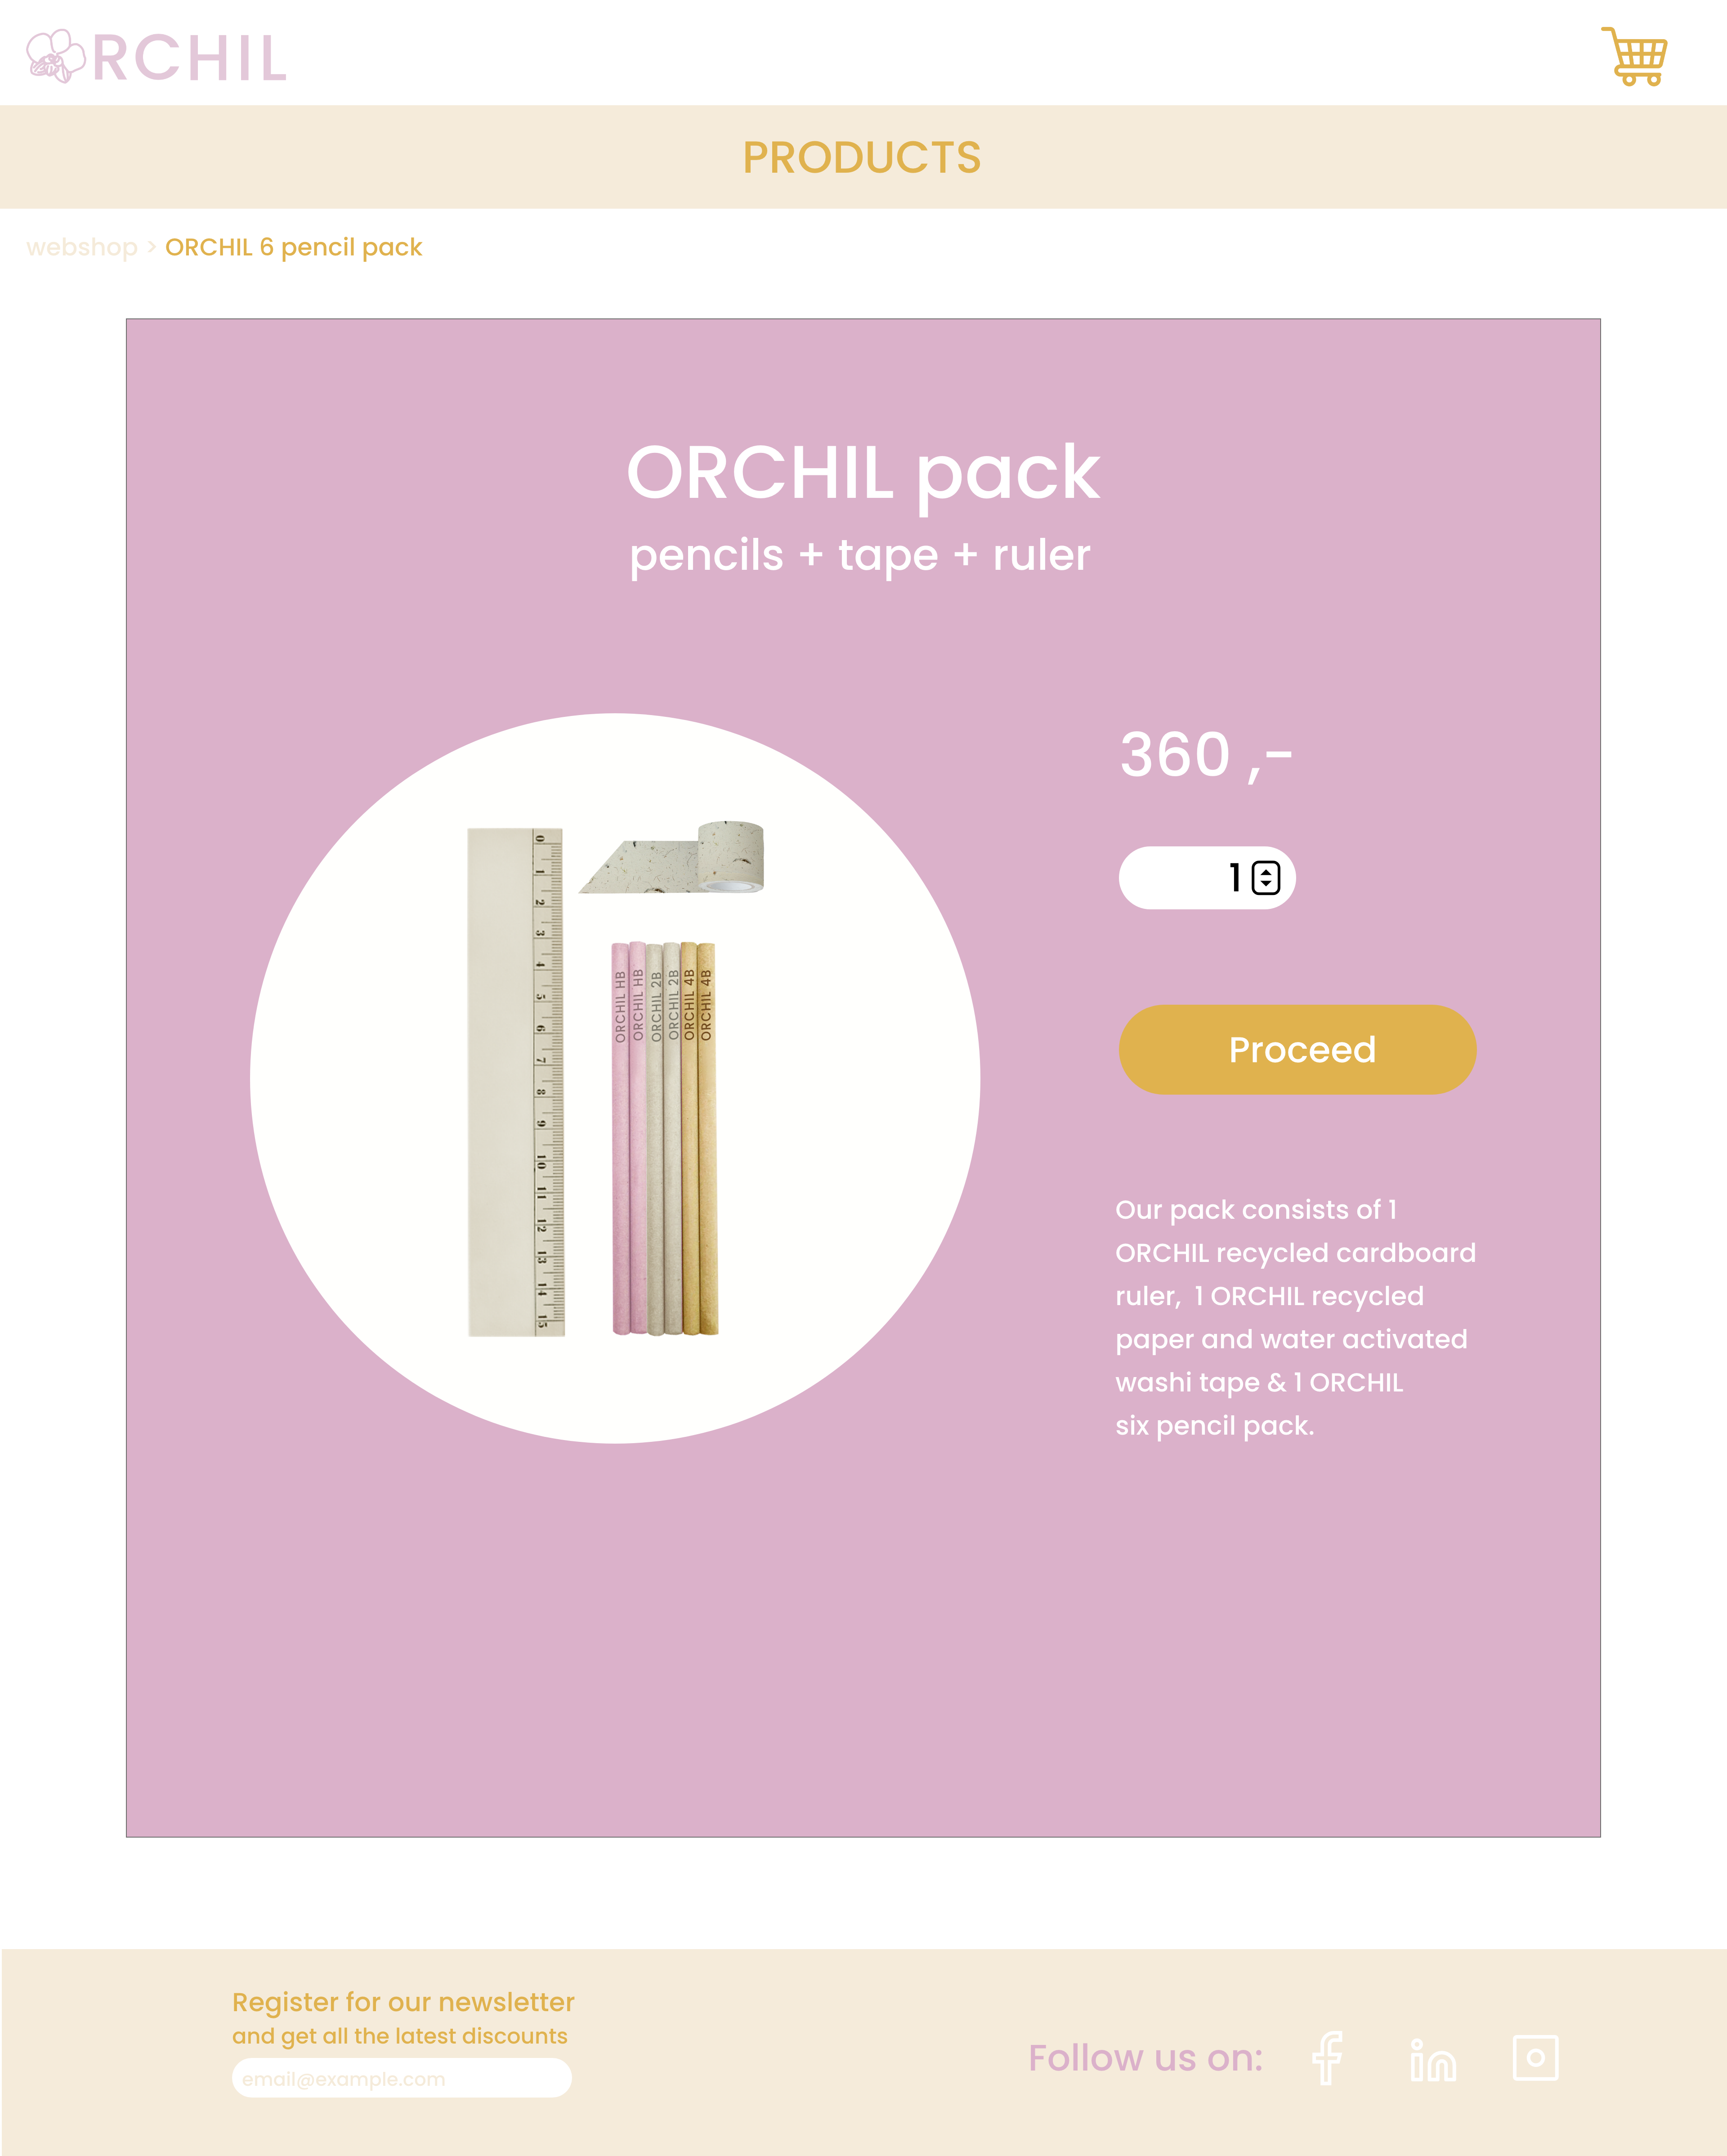 ORCHIL
PRODUCTS
webshop > ORCHIL 6 pencil pack
ORCHIL pack
pencils + tape + ruler
360 ,-
1
0
1
2
3
4
5
6
7
8
9
10
11
12
13
14
15
ORCHIL HB
ORCHIL HB
ORCHIL 2B
ORCHIL 2B
ORCHIL 4B
ORCHIL 4B
Proceed
Our pack consists of 1
ORCHIL recycled cardboard
ruler, 1 ORCHIL recycled
paper and water activated
washi tape & 1 ORCHIL
six pencil pack.
Register for our newsletter
and get all the latest discounts
email@example.com
Follow us on: